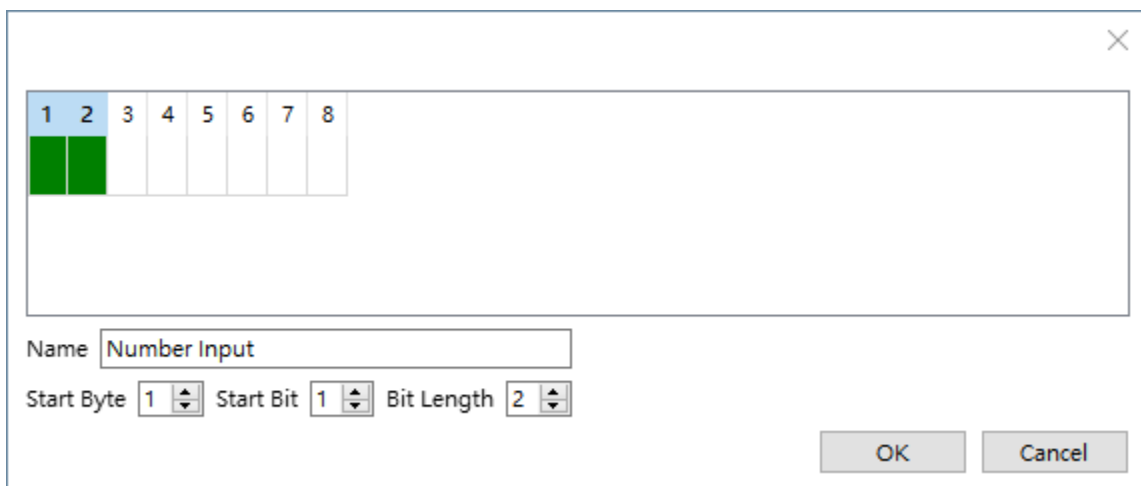 1 2 3 4 5 6 7 8
Name Number Input
Start Byte 1 Start Bit 1 Bit Length 2
OK Cancel